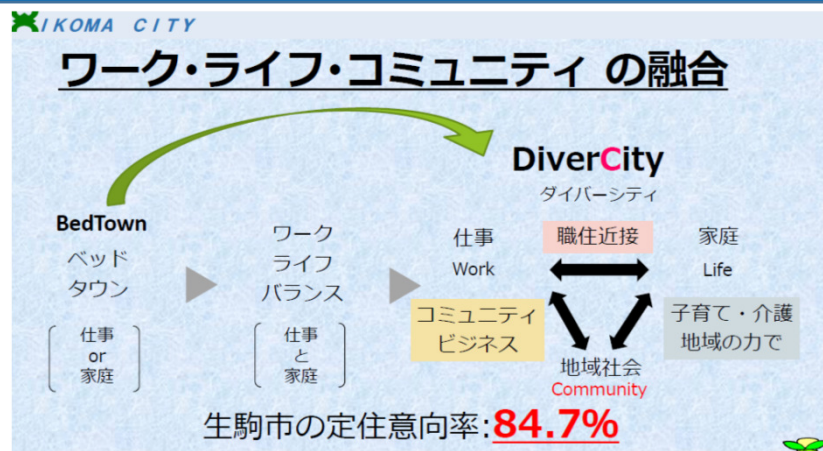 IKOMA CITY
ワーク・ライフ・コミュニティ の融合
BedTown
ベッド
タウン
仕事
or
家庭
ワーク
ライフ
バランス
仕事
と
家庭
DiverCity
ダイバーシティ
仕事
Work
職住近接
家庭
Life
コミュニティ
ビジネス
子育て・介護
地域の力で
地域社会
Community
生駒市の定住意向率:84.7%